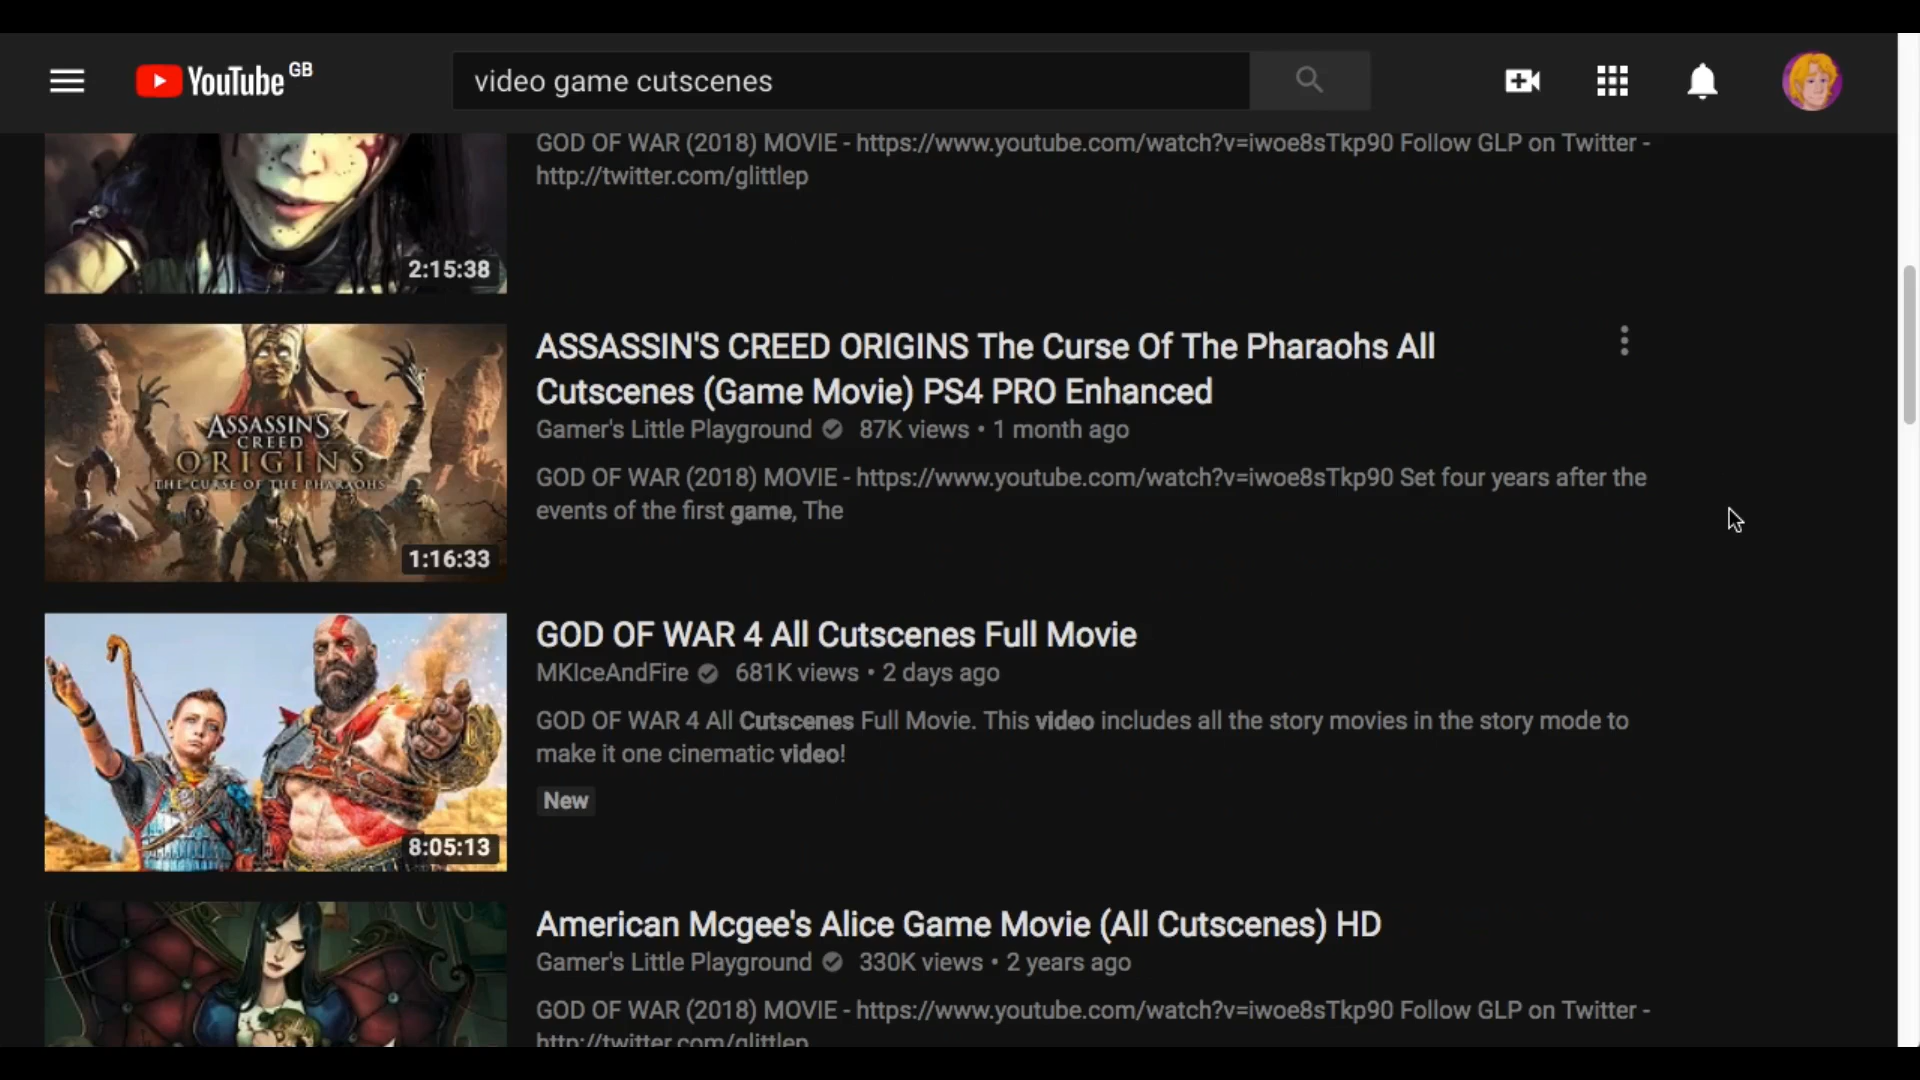 YouTube GB
video game cutscenes
GOD OF WAR (2018) MOVIE - https://www.youtube.com/watch?v=iwoe8sTkp90 Follow GLP on Twitter -
http://twitter.com/glittlep
2:15:38
ASSASSIN'S CREED ORIGINS The Curse Of The Pharaohs All
Cutscenes (Game Movie) PS4 PRO Enhanced
Gamer's Little Playground 87K views • 1 month ago
GOD OF WAR (2018) MOVIE - https://www.youtube.com/watch?v=iwoe8sTkp90 Set four years after the
events of the first game, The
ASSASSIN'S
CREED
ORIGINS
THE CURSE OF THE PHARAOHS
1:16:33
GOD OF WAR 4 All Cutscenes Full Movie
MKIceAndFire 681K views • 2 days ago
GOD OF WAR 4 All Cutscenes Full Movie. This video includes all the story movies in the story mode to
make it one cinematic video!
New
8:05:13
American Mcgee's Alice Game Movie (All Cutscenes) HD
Gamer's Little Playground 330K views • 2 years ago
GOD OF WAR (2018) MOVIE - https://www.youtube.com/watch?v=iwoe8sTkp90 Follow GLP on Twitter -
http://twitter.com/glittlep